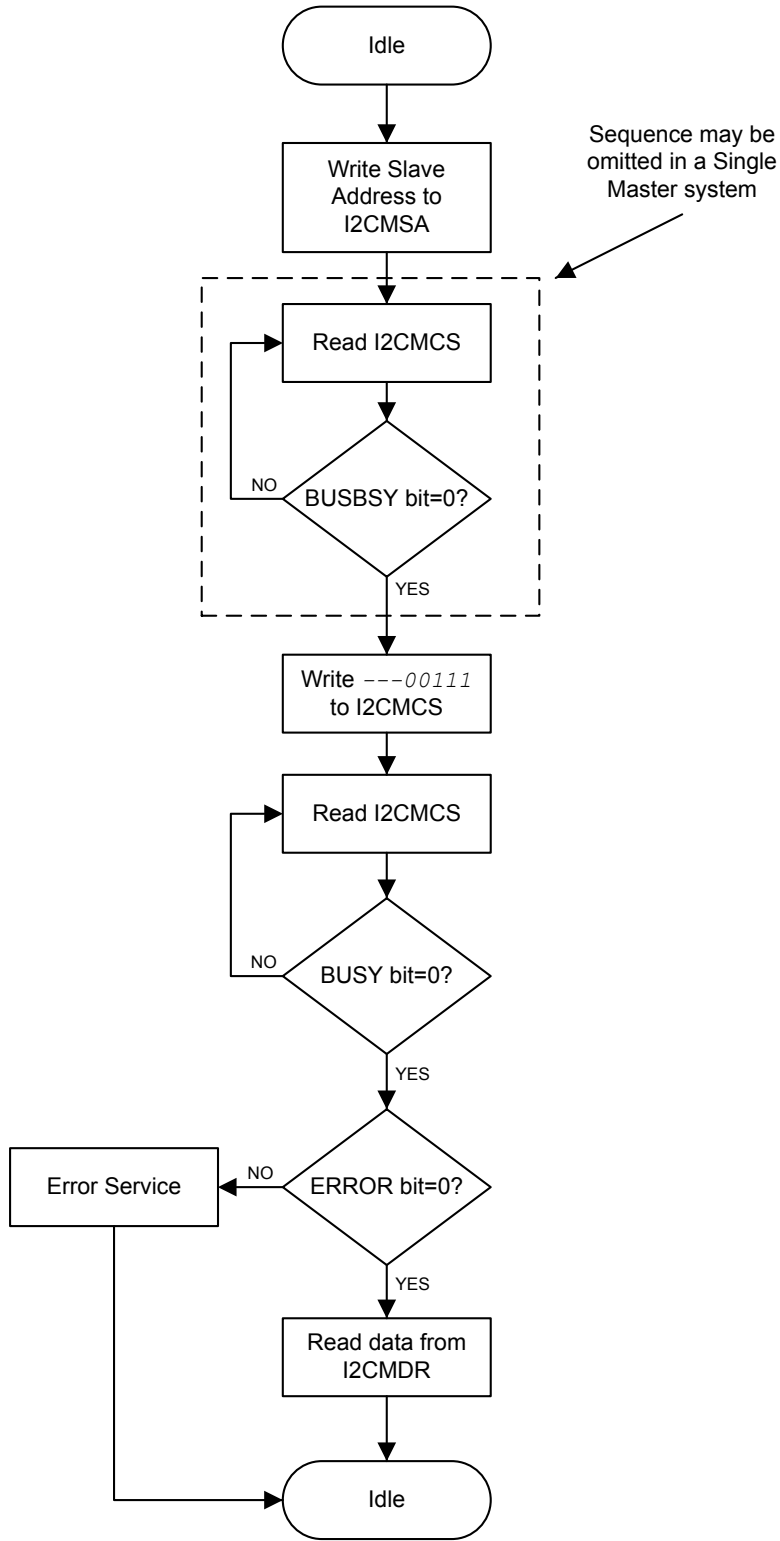 Idle
Write Slave
Address to
I2CMSA
Sequence may be
omitted in a Single
Master system
Read I2CMCS
NO
BUSBSY bit=0?
YES
Write ---00111
to I2CMCS
Read I2CMCS
NO
BUSY bit=0?
YES
Error Service
NO
ERROR bit=0?
YES
Read data from
I2CMDR
Idle